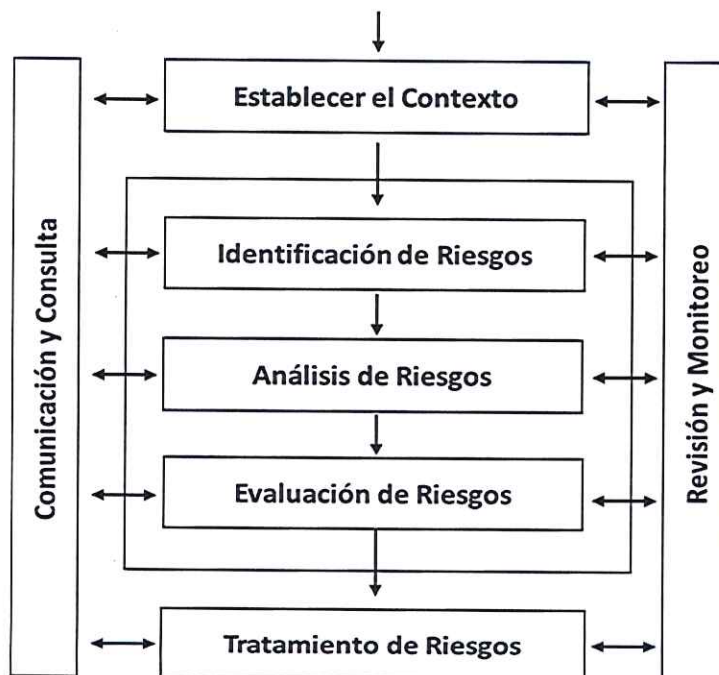 Establecer el Contexto
Comunicación y Consulta
Identificación de Riesgos
Análisis de Riesgos
Evaluación de Riesgos
Tratamiento de Riesgos
Revisión y Monitoreo